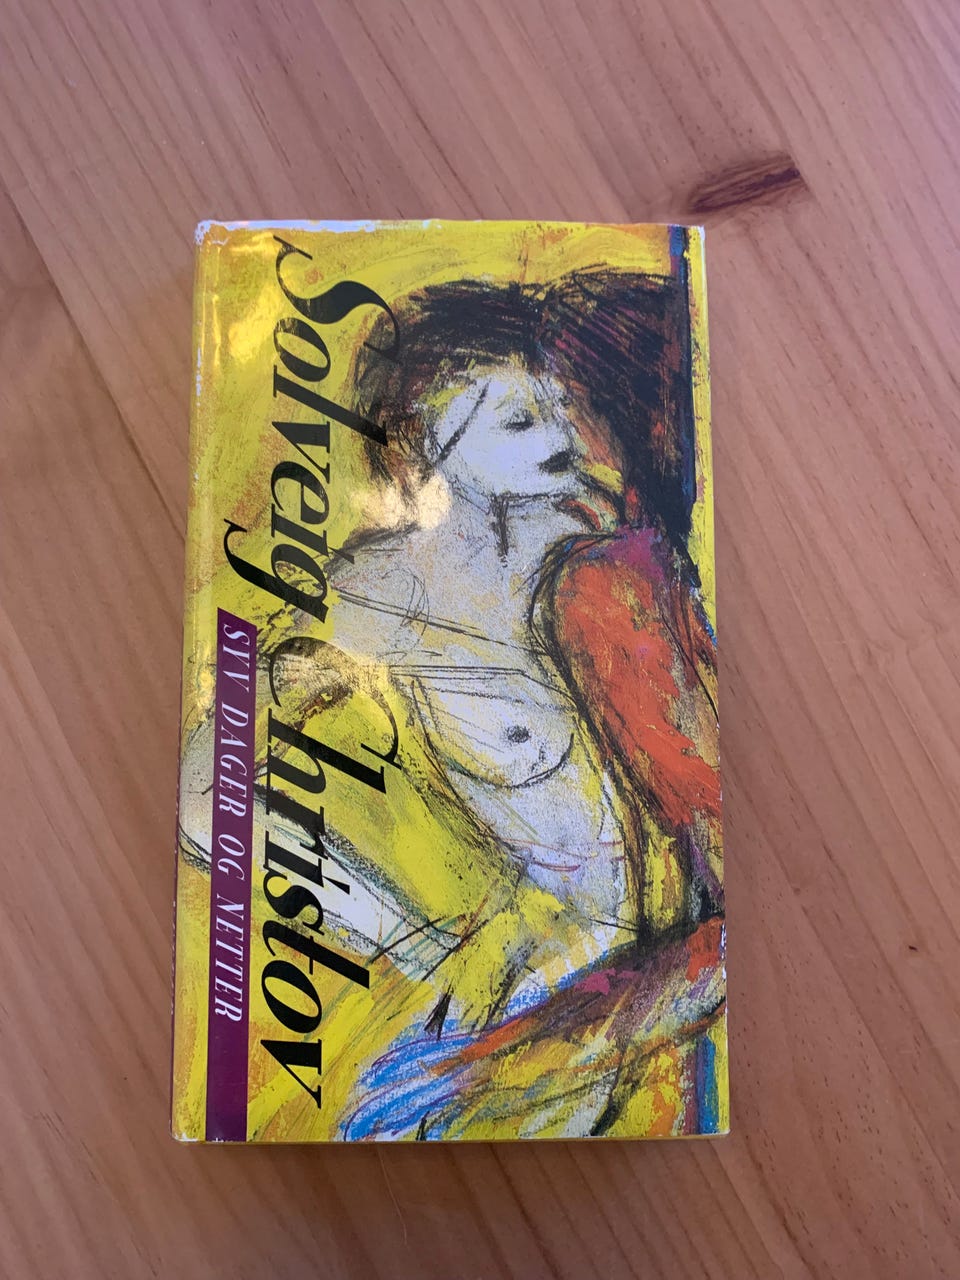 Solveig Christov
SYV DAGER OG NETTER